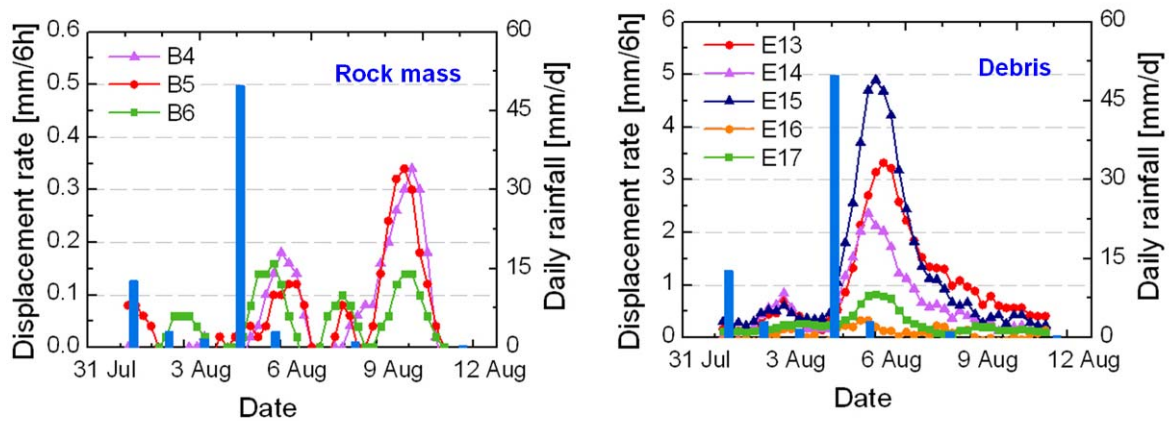 Displacement rate [mm/6h]
0.6
0.5
0.4
0.3
0.2
0.1
0.0
B4
B5
B6
Rock mass
60
45
30
15
0
Daily rainfall [mm/d]
31 Jul
3 Aug
6 Aug
9 Aug
12 Aug
Date
Displacement rate [mm/6h]
6
5
4
3
2
1
0
E13
E14
E15
E16
E17
Debris
60
45
30
15
0
Daily rainfall [mm/d]
31 Jul
3 Aug
6 Aug
9 Aug
12 Aug
Date